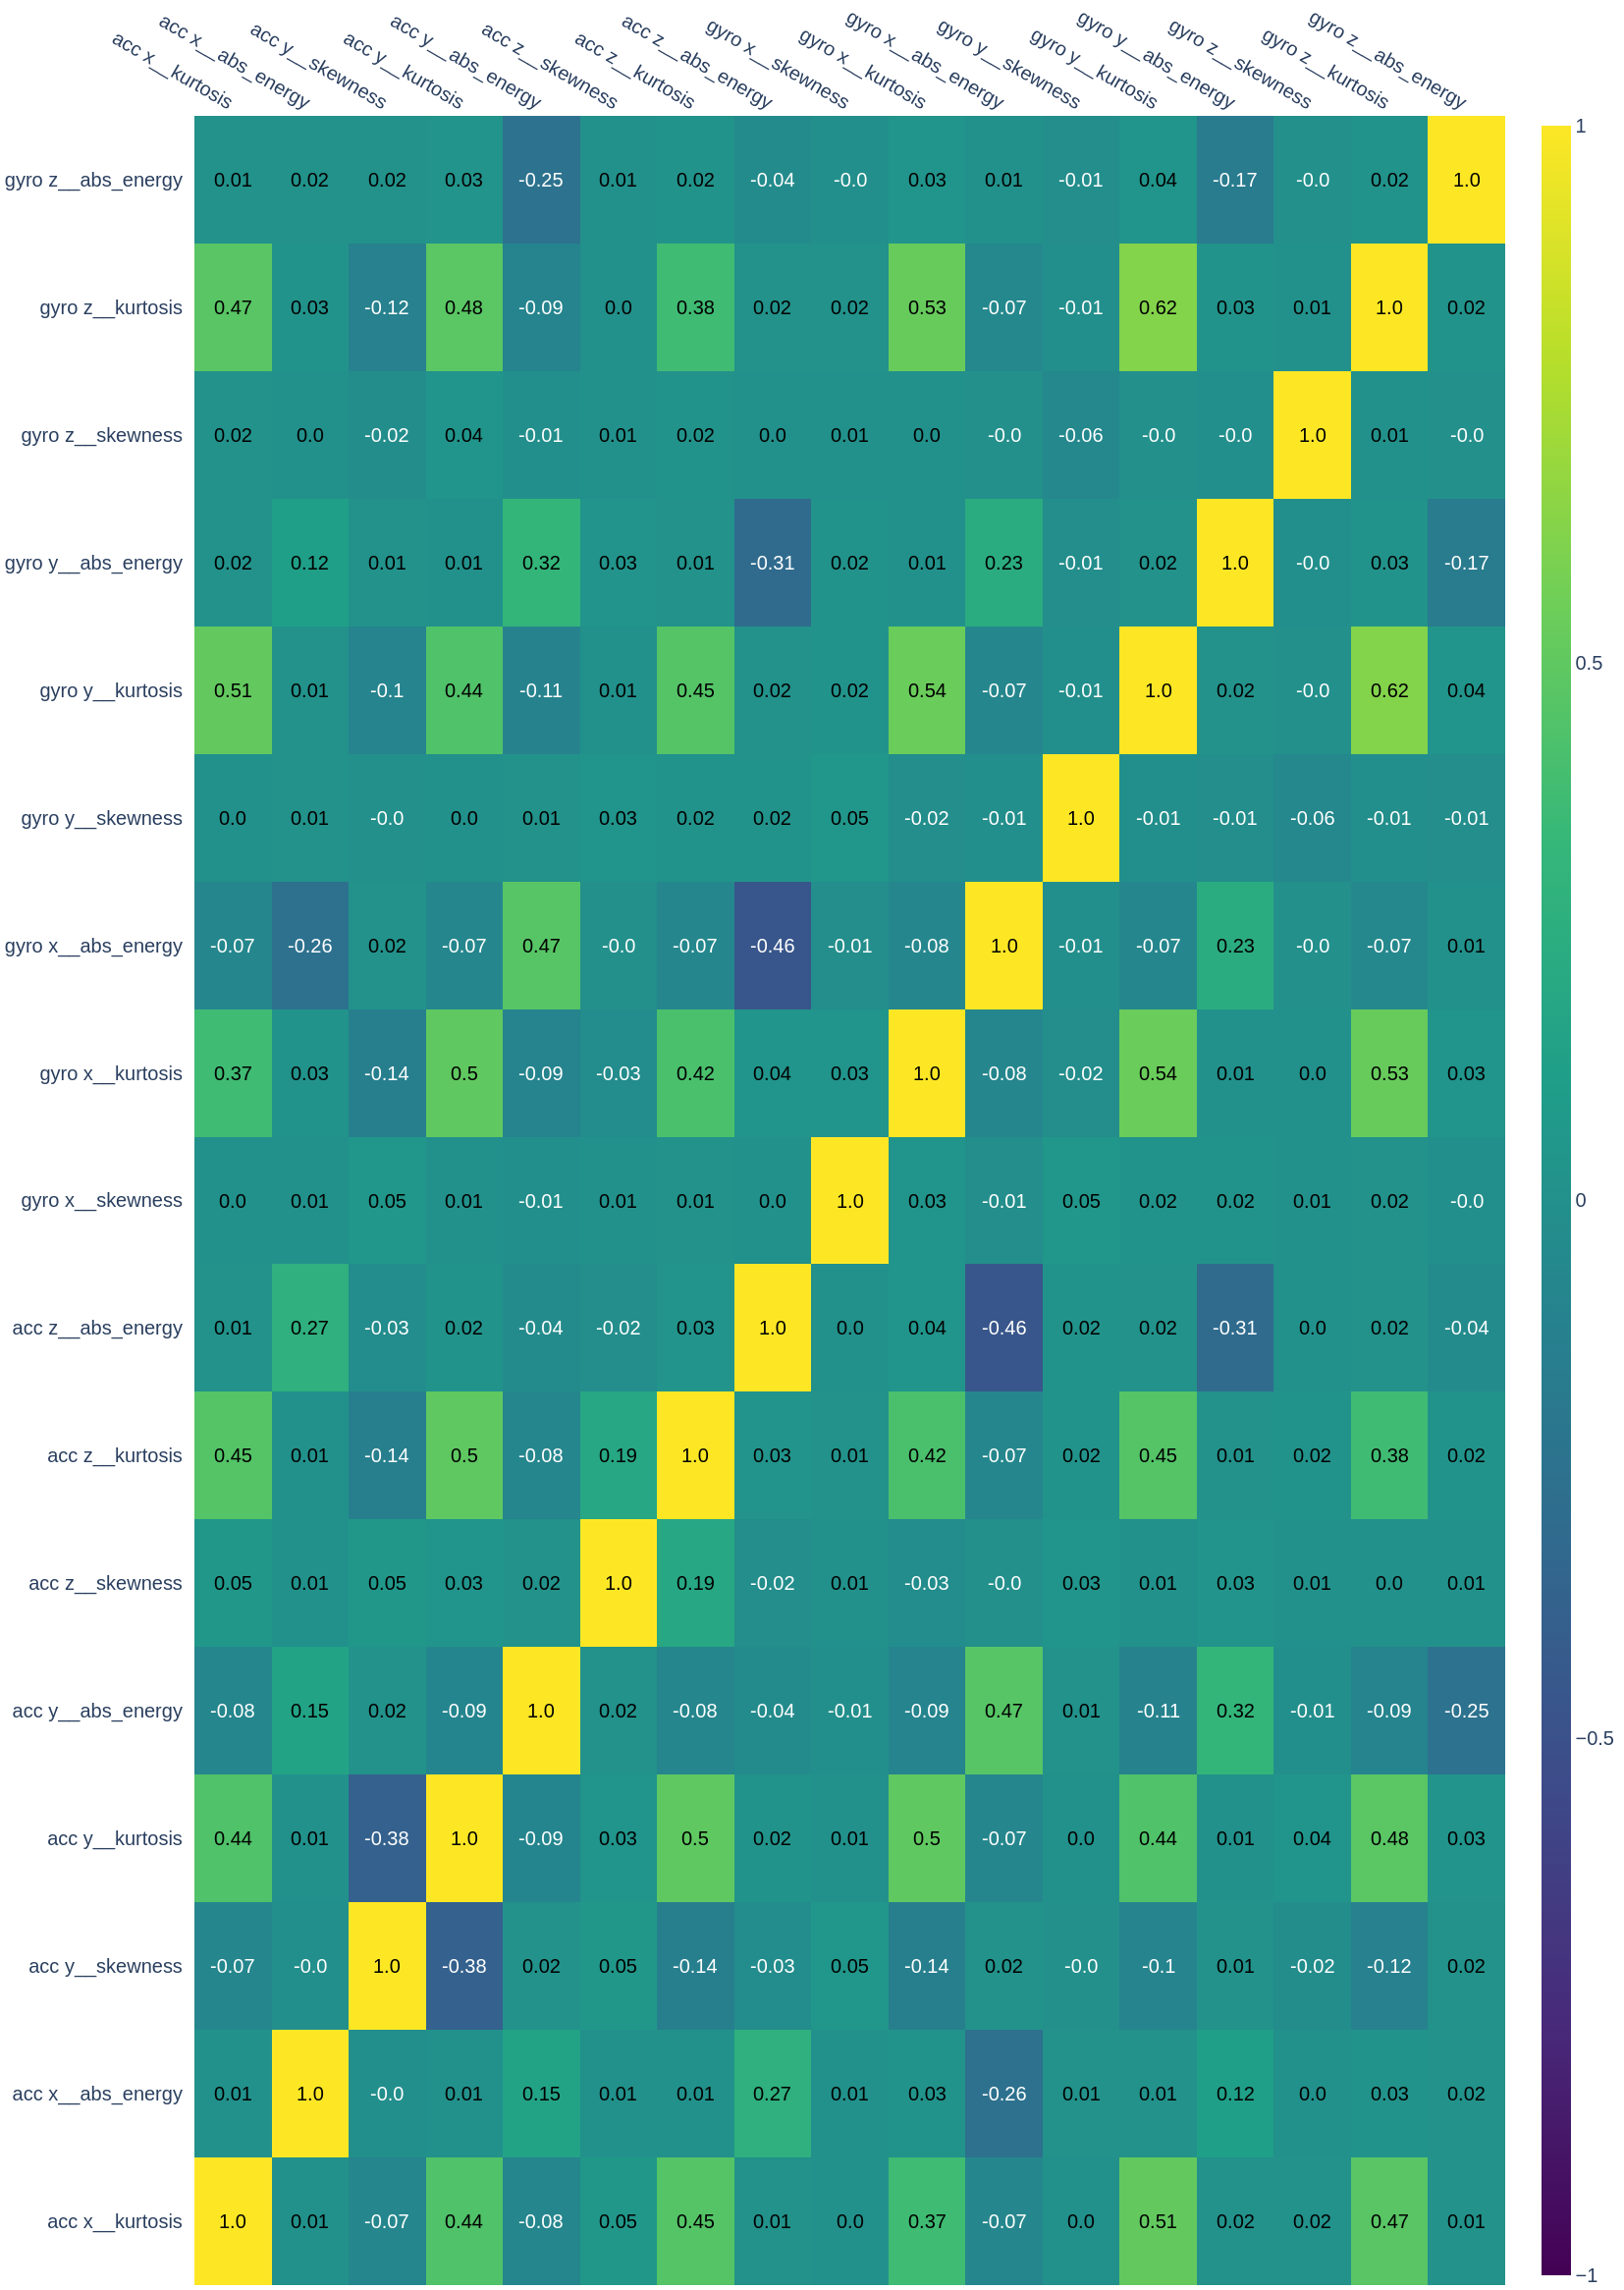 acc x__kurtosis
acc x__abs_energy
acc y__skewness
acc y__kurtosis
acc y__abs_energy
acc z__skewness
acc z__kurtosis
acc z__abs_energy
gyro x__skewness
gyro x__kurtosis
gyro x__abs_energy
gyro y__skewness
gyro y__kurtosis
gyro y__abs_energy
gyro z__skewness
gyro z__kurtosis
gyro z__abs_energy
gyro z__abs_energy 0.01 0.02 0.02 0.03 -0.25 0.01 0.02 -0.04 -0.0 0.03 0.01 -0.01 0.04 -0.17 -0.0 0.02 1.0
gyro z__kurtosis 0.47 0.03 -0.12 0.48 -0.09 0.0 0.38 0.02 0.02 0.53 -0.07 -0.01 0.62 0.03 0.01 1.0 0.02
gyro z__skewness 0.02 0.0 -0.02 0.04 -0.01 0.01 0.02 0.0 0.01 0.0 -0.0 -0.06 -0.0 -0.0 1.0 0.01 -0.0
gyro y__abs_energy 0.02 0.12 0.01 0.01 0.32 0.03 0.01 -0.31 0.02 0.01 0.23 -0.01 0.02 1.0 -0.0 0.03 -0.17
gyro y__kurtosis 0.51 0.01 -0.1 0.44 -0.11 0.01 0.45 0.02 0.02 0.54 -0.07 -0.01 1.0 0.02 -0.0 0.62 0.04
gyro y__skewness 0.0 0.01 -0.0 0.0 0.01 0.03 0.02 0.02 0.05 -0.02 -0.01 1.0 -0.01 -0.01 -0.06 -0.01 -0.01
gyro x__abs_energy -0.07 -0.26 0.02 -0.07 0.47 -0.0 -0.07 -0.46 -0.01 -0.08 1.0 -0.01 -0.07 0.23 -0.0 -0.07 0.01
gyro x__kurtosis 0.37 0.03 -0.14 0.5 -0.09 -0.03 0.42 0.04 0.03 1.0 -0.08 -0.02 0.54 0.01 0.0 0.53 0.03
gyro x__skewness 0.0 0.01 0.05 0.01 -0.01 0.01 0.01 0.0 1.0 0.03 -0.01 0.05 0.02 0.02 0.01 0.02 -0.0
acc z__abs_energy 0.01 0.27 -0.03 0.02 -0.04 -0.02 0.03 1.0 0.0 0.04 -0.46 0.02 0.02 -0.31 0.0 0.02 -0.04
acc z__kurtosis 0.45 0.01 -0.14 0.5 -0.08 0.19 1.0 0.03 0.01 0.42 -0.07 0.02 0.45 0.01 0.02 0.38 0.02
acc z__skewness 0.05 0.01 0.05 0.03 0.02 1.0 0.19 -0.02 0.01 -0.03 -0.0 0.03 0.01 0.03 0.01 0.0 0.01
acc y__abs_energy -0.08 0.15 0.02 -0.09 1.0 0.02 -0.08 -0.04 -0.01 -0.09 0.47 0.01 -0.11 0.32 -0.01 -0.09 -0.25
acc y__kurtosis 0.44 0.01 -0.38 1.0 -0.09 0.03 0.5 0.02 0.01 0.5 -0.07 0.0 0.44 0.01 0.04 0.48 0.03
acc y__skewness -0.07 -0.0 1.0 -0.38 0.02 0.05 -0.14 -0.03 0.05 -0.14 0.02 -0.0 -0.1 0.01 -0.02 -0.12 0.02
acc x__abs_energy 0.01 1.0 -0.0 0.01 0.15 0.01 0.01 0.27 0.01 0.03 -0.26 0.01 0.01 0.12 0.0 0.03 0.02
acc x__kurtosis 1.0 0.01 -0.07 0.44 -0.08 0.05 0.45 0.01 0.0 0.37 -0.07 0.0 0.51 0.02 0.02 0.47 0.01
1
0.5
0
−0.5
−1